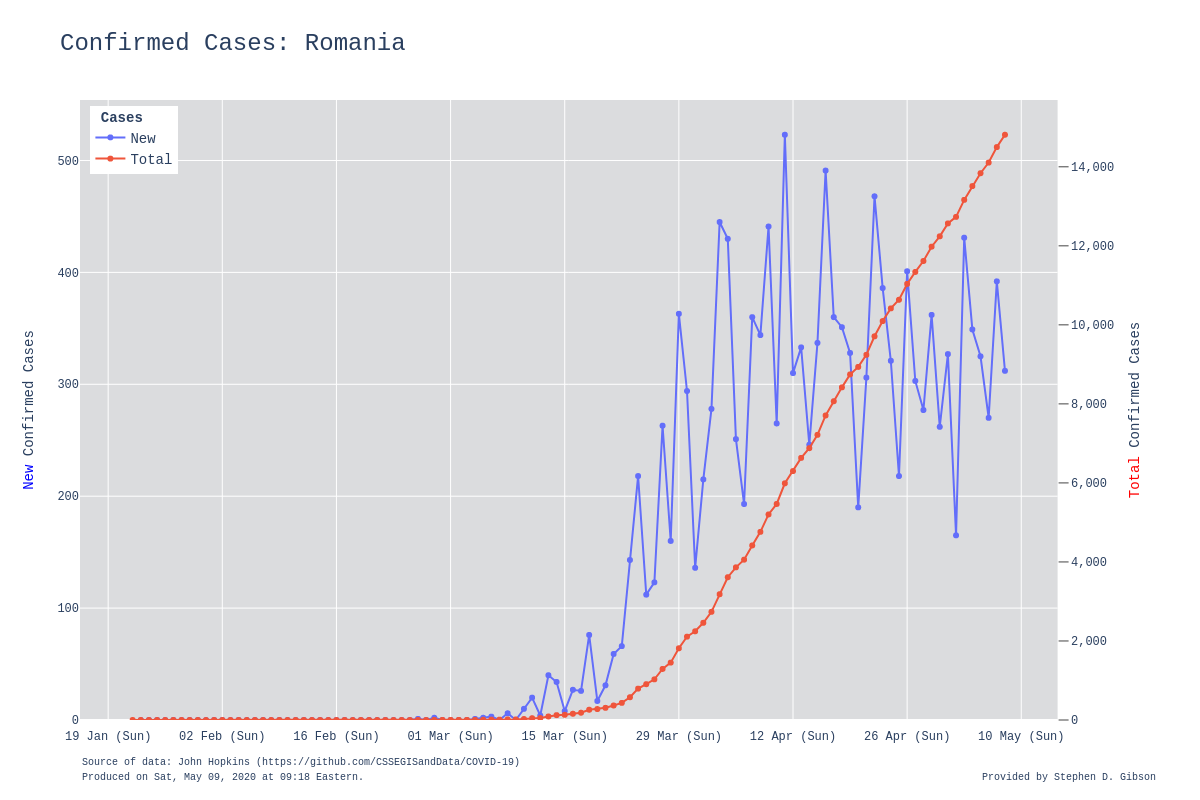 Confirmed Cases: Romania
Cases
New
Total
500
400
300
200
100
0
New Confirmed Cases
14,000
12,000
10,000
8,000
6,000
4,000
2,000
0
Total Confirmed Cases
19 Jan (Sun) 02 Feb (Sun) 16 Feb (Sun) 01 Mar (Sun) 15 Mar (Sun) 29 Mar (Sun) 12 Apr (Sun) 26 Apr (Sun) 10 May (Sun)
Source of data: John Hopkins (https://github.com/CSSEGISandData/COVID-19)
Produced on Sat, May 09, 2020 at 09:18 Eastern.
Provided by Stephen D. Gibson